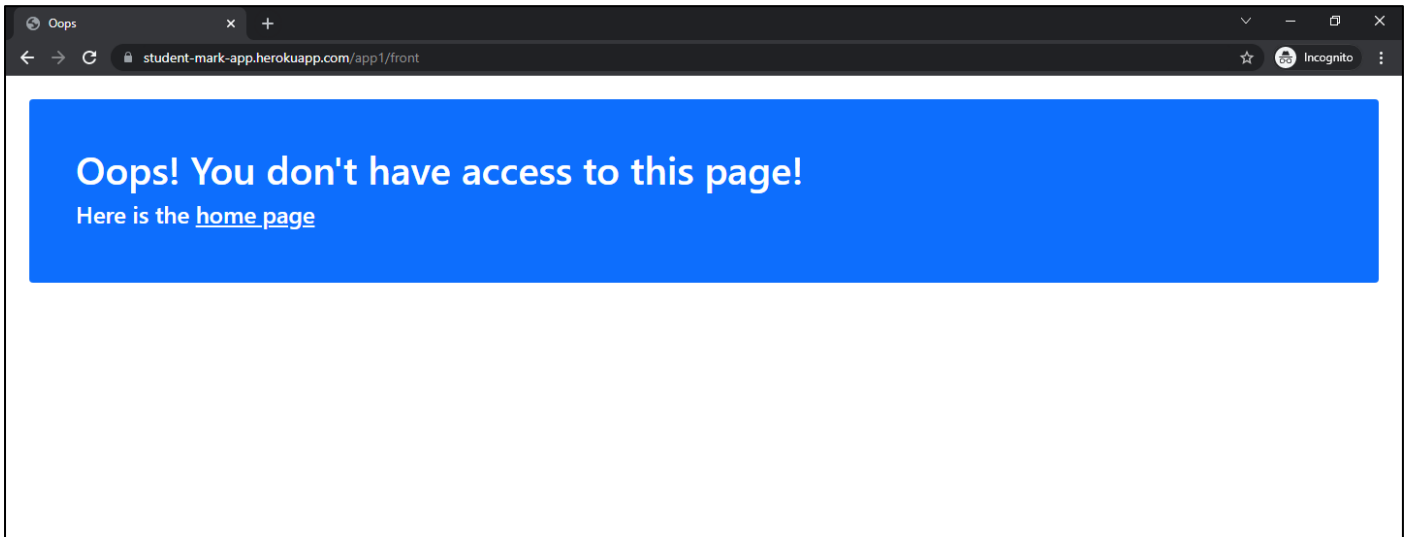 Oops
student-mark-app.herokuapp.com/app1/front
Incognito
Oops! You don't have access to this page!
Here is the home page